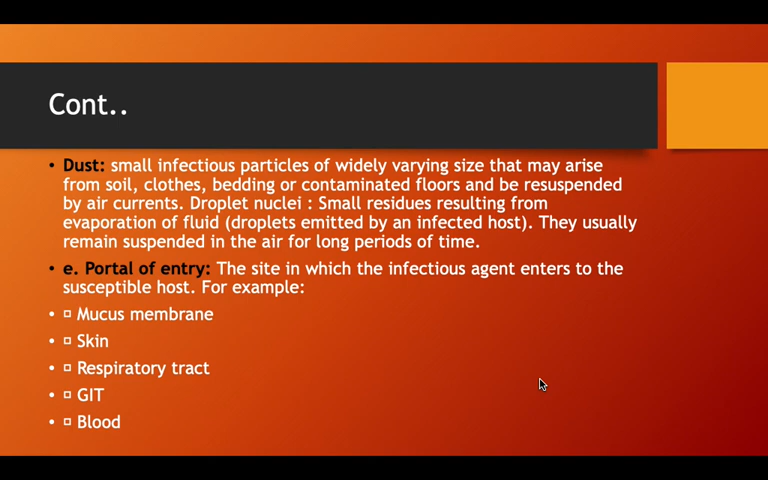 Cont..
• Dust: small infectious particles of widely varying size that may arise
from soil, clothes, bedding or contaminated floors and be resuspended
by air currents. Droplet nuclei : Small residues resulting from
evaporation of fluid (droplets emitted by an infected host). They usually
remain suspended in the air for long periods of time.
• e. Portal of entry: The site in which the infectious agent enters to the
susceptible host. For example:
• □ Mucus membrane
• □ Skin
• □ Respiratory tract
• □ GIT
• □ Blood